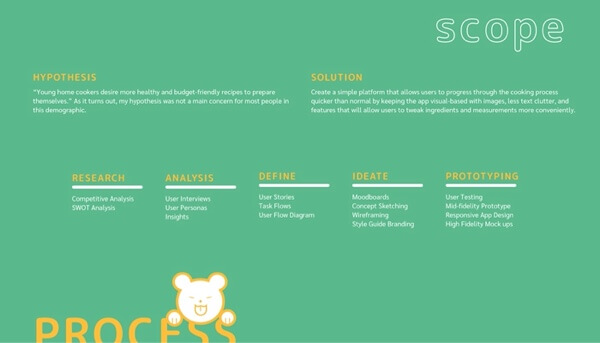 scope
HYPOTHESIS
"Young home cookers desire more healthy and budget-friendly recipes to prepare
themselves." As it turns out, my hypothesis was not a main concern for most people in
this demographic.
SOLUTION
Create a simple platform that allows users to progress through the cooking process
quicker than normal by keeping the app visual-based with images, less text clutter, and
features that will allow users to tweak ingredients and measurements more conveniently.
RESEARCH
Competitive Analysis
SWOT Analysis
ANALYSIS
User Interviews
User Personas
Insights
DEFINE
User Stories
Task Flows
User Flow Diagram
IDEATE
Moodboards
Concept Sketching
Wireframing
Style Guide Branding
PROTOTYPING
User Testing
Mid-fidelity Prototype
Responsive App Design
High Fidelity Mock ups
PROCESS